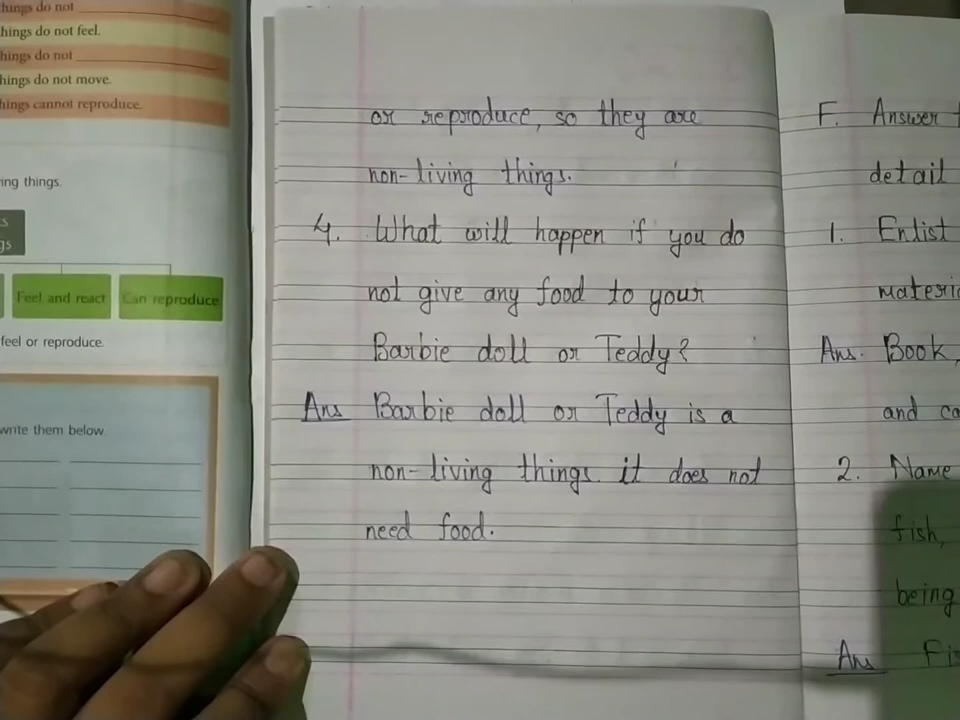 hings do not
hings do not feel.
hings do not
hings do not move.
hings cannot reproduce.
ing things.
s
gs
Feel and react
Can reproduce
feel or reproduce.
write them below.
or reproduce, so they are
non-living things.
4. What will happen if you do
not give any food to your
Barbie doll or Teddy?
Ans Barbie doll or Teddy is a
non-living things. it does not
need food.
F. Answer t
detail
1. Enlist
materi
Ans. Book,
and ca
2. Name
fish,
being
Ans Fi